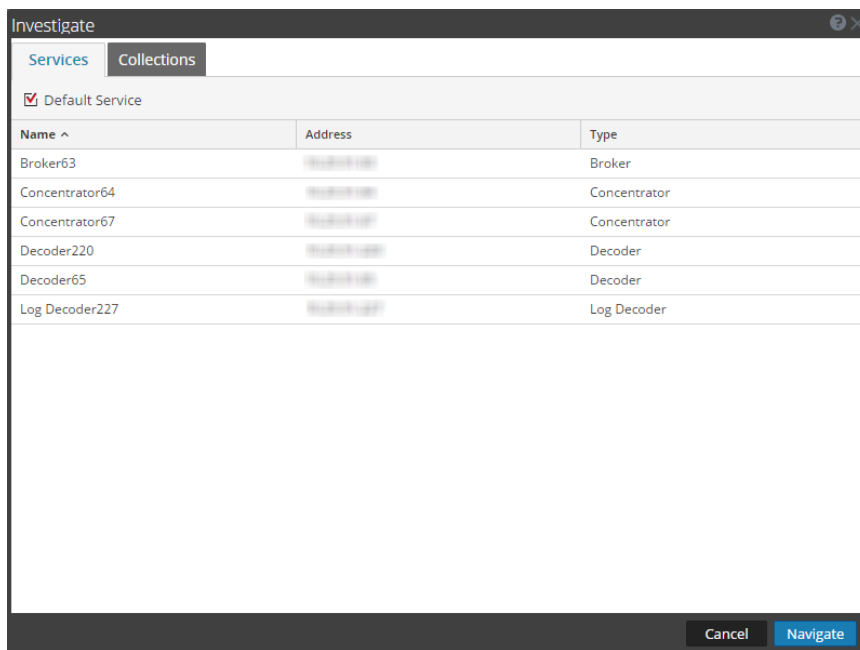 Investigate
Services Collections
Default Service
Name Address Type
Broker63 Broker
Concentrator64 Concentrator
Concentrator67 Concentrator
Decoder220 Decoder
Decoder65 Decoder
Log Decoder227 Log Decoder
Cancel Navigate